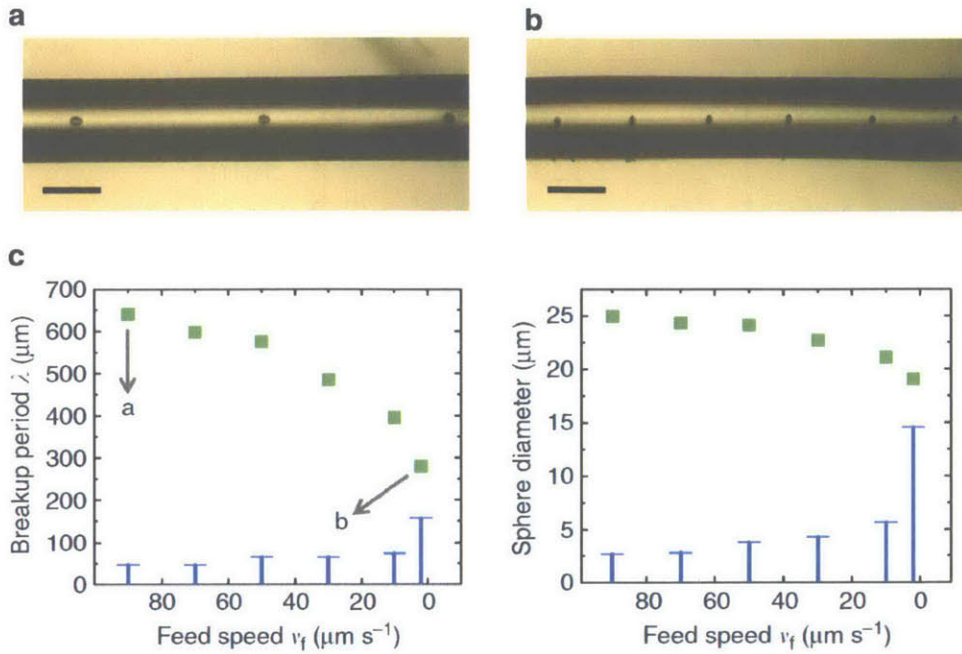 a
b
c
700
600
500
400
300
200
100
0
Breakup period λ (μm)
a
b
80 60 40 20 0
Feed speed vf (μm s⁻¹)
25
20
15
10
5
0
Sphere diameter (μm)
80 60 40 20 0
Feed speed vf (μm s⁻¹)